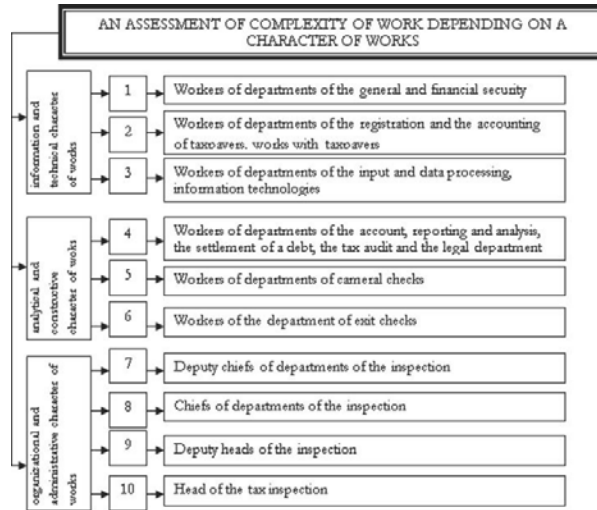 AN ASSESSMENT OF COMPLEXITY OF WORK DEPENDING ON A
CHARACTER OF WORKS
information and
technical character
of works
1
Workers of departments of the general and financial security
2
Workers of departments of the registration and the accounting
of taxpayers, works with taxpayers
3
Workers of departments of the input and data processing,
information technologies
analytical and
constructive
character of woks
4
Workers of departments of the account, reporting and analysis,
the settlement of a debt, the tax audit and the legal department
5
Workers of departments of cameral checks
6
Workers of the department of exit checks
organizational and
administrative character of
works
7
Deputy chiefs of departments of the inspection
8
Chiefs of departments of the inspection
9
Deputy heads of the inspection
10
Head of the tax inspection